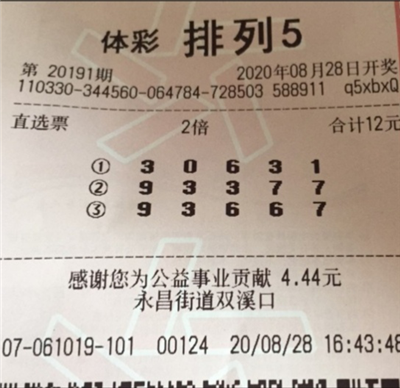 体彩 排列5
第 20191期 2020年08月28日开奖
110330-344560-064784-728503 588911 q5xbxQ
直选票 2倍 合计12元
① 3 0 6 3 1
② 9 3 3 7 7
③ 9 3 6 6 7
感谢您为公益事业贡献 4.44元
永昌街道双溪口
07-061019-101 00124 20/08/28 16:43:48